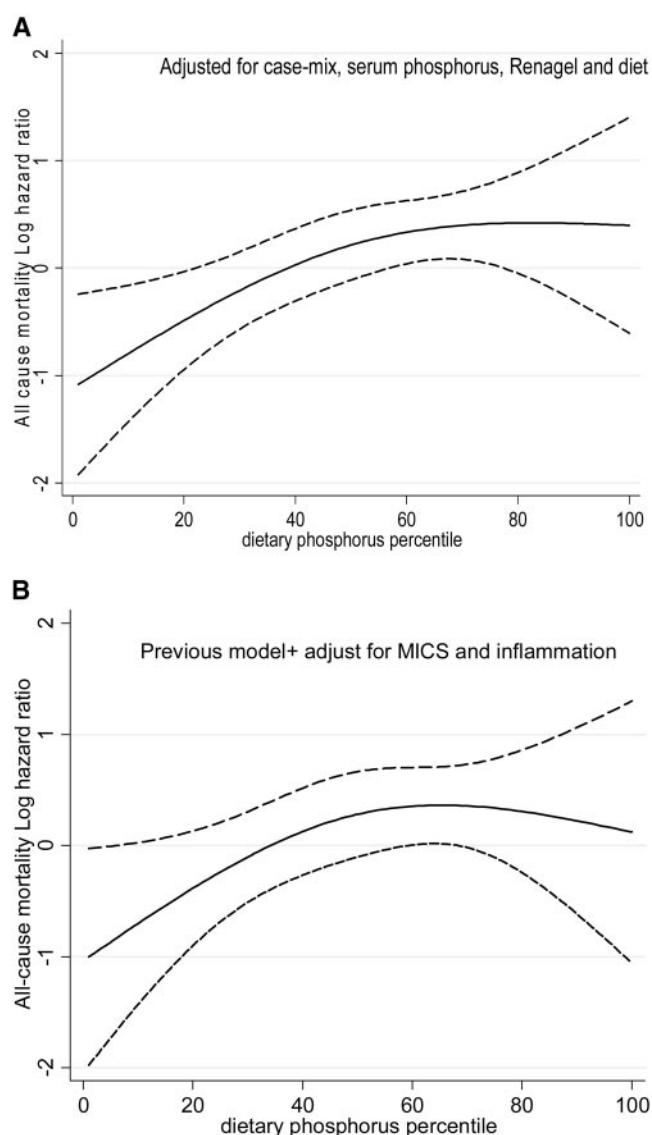 A
Adjusted for case-mix, serum phosphorus, Renagel and diet
All cause mortality Log hazard ratio
2
1
0
-1
-2
0 20 40 60 80 100
dietary phosphorus percentile
B
Previous model+ adjust for MICS and inflammation
All-cause mortality Log hazard ratio
2
1
0
-1
-2
0 20 40 60 80 100
dietary phosphorus percentile